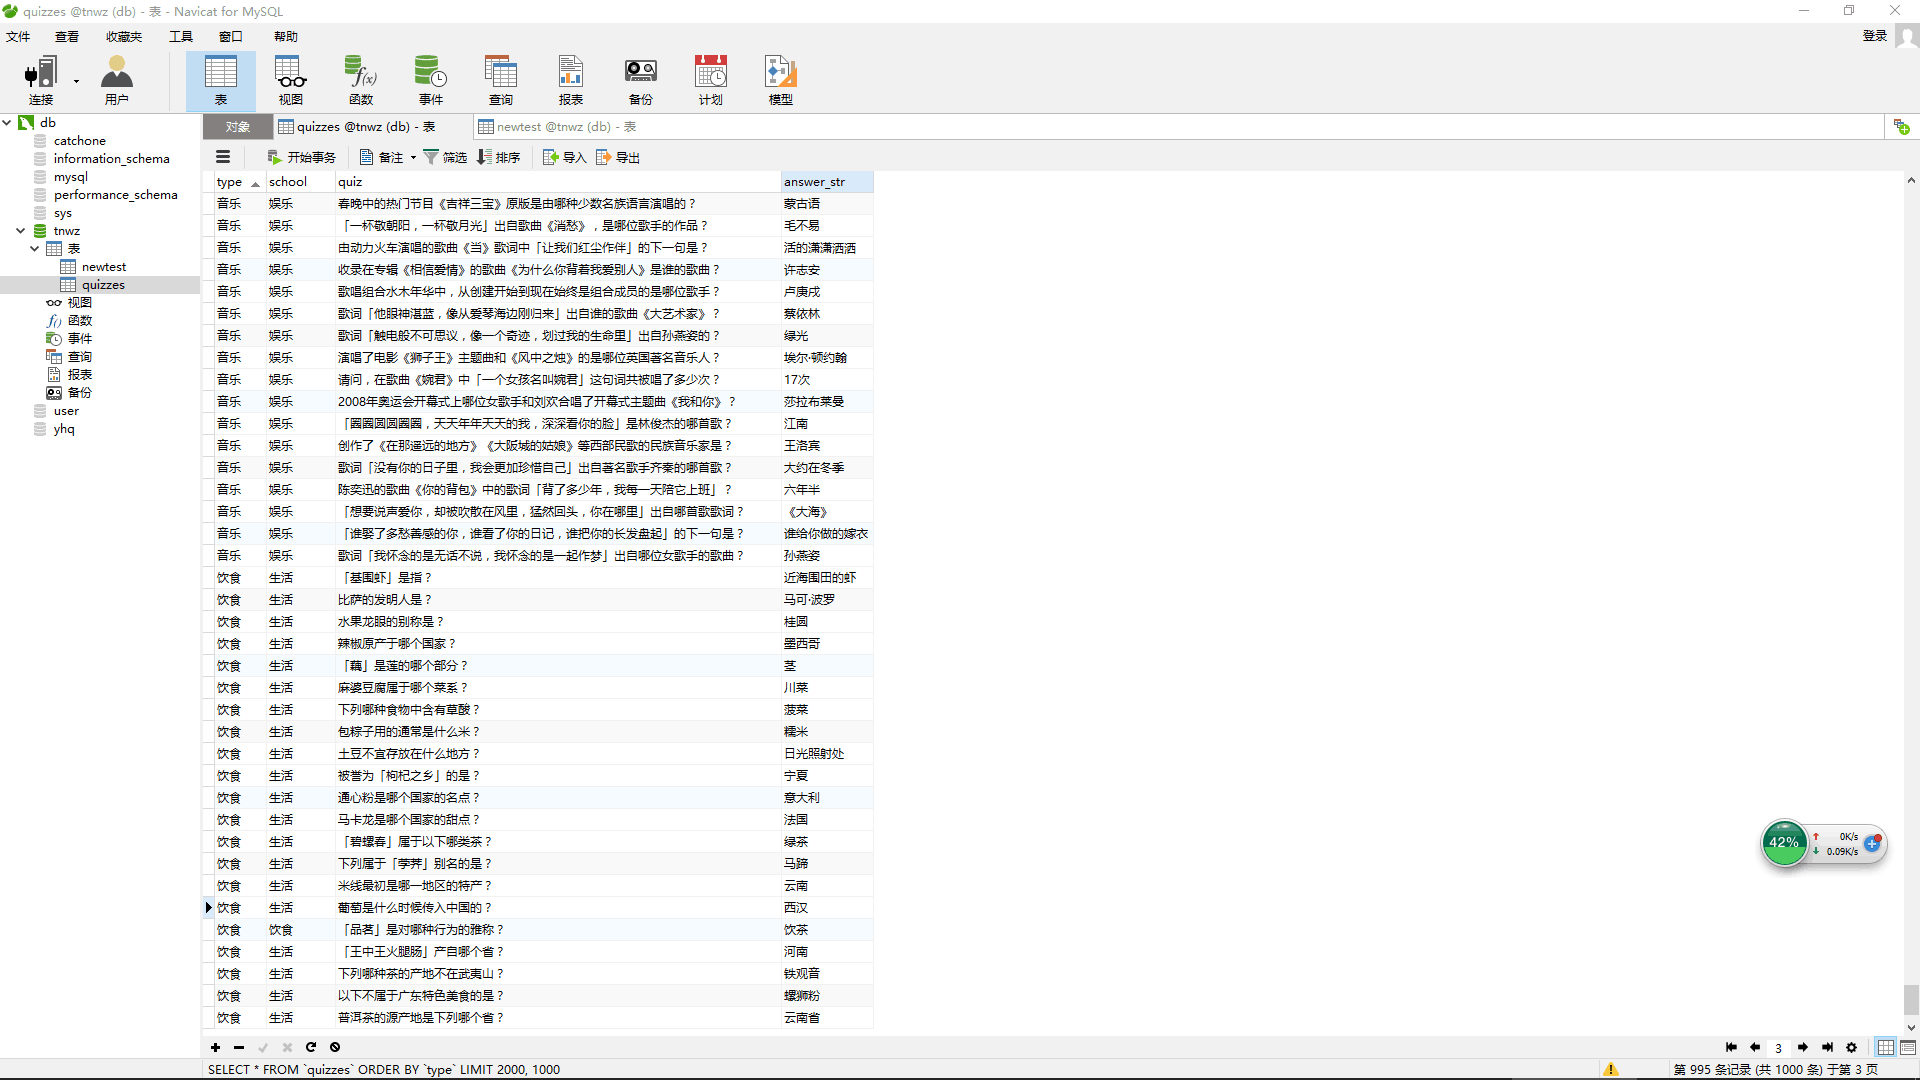 quizzes @tnwz (db) - 表 - Navicat for MySQL
文件 查看 收藏夹 工具 窗口 帮助 登录
连接 用户 表 视图 函数 事件 查询 报表 备份 计划 模型
db
catchone
information_schema
mysql
performance_schema
sys
tnwz
表
newtest
quizzes
视图
函数
事件
查询
报表
备份
user
yhq
对象 quizzes @tnwz (db) - 表 newtest @tnwz (db) - 表
开始事务 备注 筛选 排序 导入 导出
type school quiz answer_str
音乐 娱乐 春晚中的热门节目《吉祥三宝》原版是由哪种少数名族语言演唱的？ 蒙古语
音乐 娱乐 「一杯敬朝阳，一杯敬月光」出自歌曲《消愁》，是哪位歌手的作品？ 毛不易
音乐 娱乐 由动力火车演唱的歌曲《当》歌词中「让我们红尘作伴」的下一句是？ 活的潇潇洒洒
音乐 娱乐 收录在专辑《相信爱情》的歌曲《为什么你背着我爱别人》是谁的歌曲？ 许志安
音乐 娱乐 歌唱组合水木年华中，从创建开始到现在始终是组合成员的是哪位歌手？ 卢庚戌
音乐 娱乐 歌词「他眼神湛蓝，像从爱琴海边刚归来」出自谁的歌曲《大艺术家》？ 蔡依林
音乐 娱乐 歌词「触电般不可思议，像一个奇迹，划过我的生命里」出自孙燕姿的？ 绿光
音乐 娱乐 演唱了电影《狮子王》主题曲和《风中之烛》的是哪位英国著名音乐人？ 埃尔·顿约翰
音乐 娱乐 请问，在歌曲《婉君》中「一个女孩名叫婉君」这句词共被唱了多少次？ 17次
音乐 娱乐 2008年奥运会开幕式上哪位女歌手和刘欢合唱了开幕式主题曲《我和你》？ 莎拉布莱曼
音乐 娱乐 「圈圈圆圆圈圈，天天年年天天的我，深深看你的脸」是林俊杰的哪首歌？ 江南
音乐 娱乐 创作了《在那遥远的地方》《大阪城的姑娘》等西部民歌的民族音乐家是？ 王洛宾
音乐 娱乐 歌词「没有你的日子里，我会更加珍惜自己」出自著名歌手齐秦的哪首歌？ 大约在冬季
音乐 娱乐 陈奕迅的歌曲《你的背包》中的歌词「背了多少年，我每一天陪它上班」？ 六年半
音乐 娱乐 「想要说声爱你，却被吹散在风里，猛然回头，你在哪里」出自哪首歌歌词？ 《大海》
音乐 娱乐 「谁娶了多愁善感的你，谁看了你的日记，谁把你的长发盘起」的下一句是？ 谁给你做的嫁衣
音乐 娱乐 歌词「我怀念的是无话不说，我怀念的是一起作梦」出自哪位女歌手的歌曲？ 孙燕姿
饮食 生活 「基围虾」是指？ 近海围田的虾
饮食 生活 比萨的发明人是？ 马可·波罗
饮食 生活 水果龙眼的别称是？ 桂圆
饮食 生活 辣椒原产于哪个国家？ 墨西哥
饮食 生活 「藕」是莲的哪个部分？ 茎
饮食 生活 麻婆豆腐属于哪个菜系？ 川菜
饮食 生活 下列哪种食物中含有草酸？ 菠菜
饮食 生活 包粽子用的通常是什么米？ 糯米
饮食 生活 土豆不宜存放在什么地方？ 日光照射处
饮食 生活 被誉为「枸杞之乡」的是？ 宁夏
饮食 生活 通心粉是哪个国家的名点？ 意大利
饮食 生活 马卡龙是哪个国家的甜点？ 法国
饮食 生活 「碧螺春」属于以下哪类茶？ 绿茶
饮食 生活 下列属于「荸荠」别名的是？ 马蹄
饮食 生活 米线最初是哪一地区的特产？ 云南
饮食 生活 葡萄是什么时候传入中国的？ 西汉
饮食 饮食 「品茗」是对哪种行为的雅称？ 饮茶
饮食 生活 「王中王火腿肠」产自哪个省？ 河南
饮食 生活 下列哪种茶的产地不在武夷山？ 铁观音
饮食 生活 以下不属于广东特色美食的是？ 螺狮粉
饮食 生活 普洱茶的源产地是下列哪个省？ 云南省
42% 0K/s
0.09K/s
3
SELECT * FROM `quizzes` ORDER BY `type` LIMIT 2000, 1000 第 995 条记录 (共 1000 条) 于第 3 页